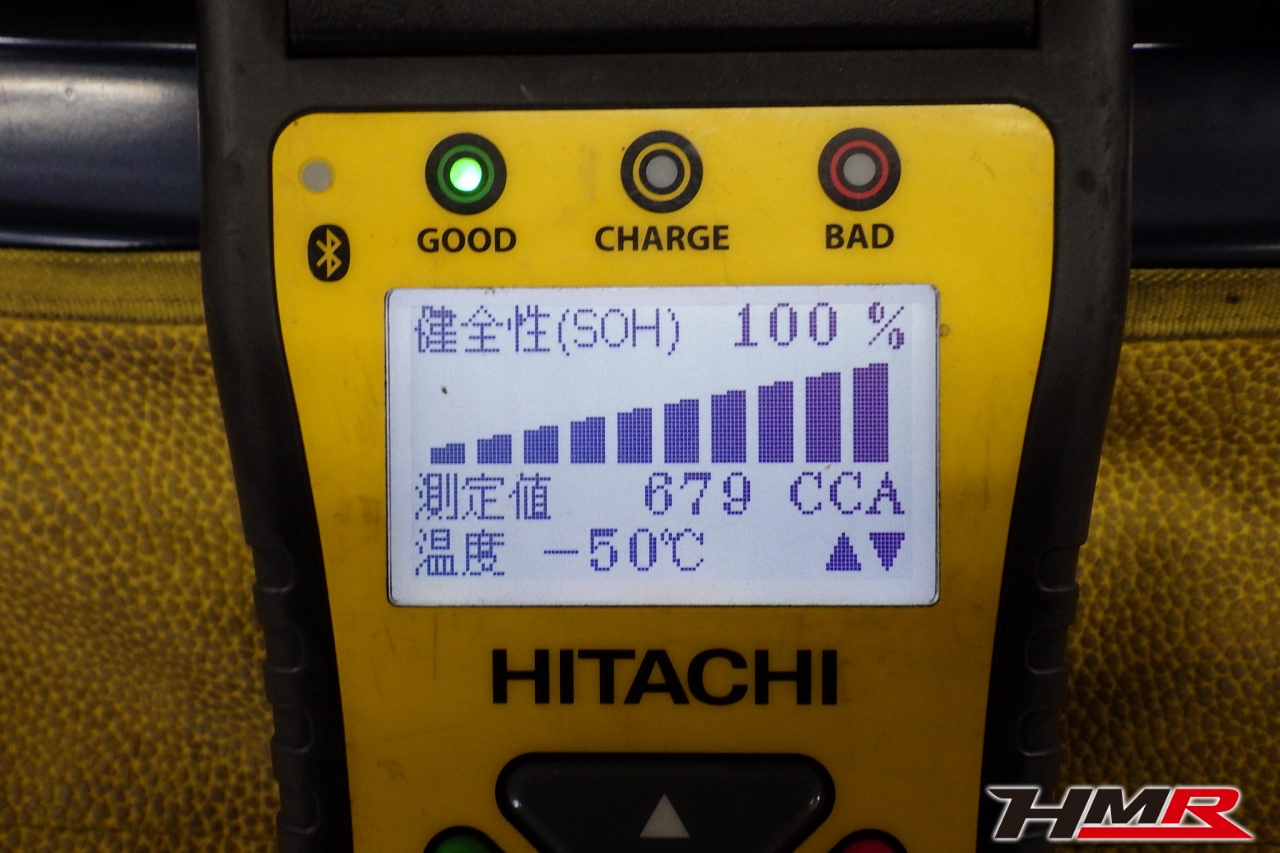 GOOD CHARGE BAD
健全性(SOH) 100 %
測定値 679 CCA
温度 -50℃ ▲▼
HITACHI
HMR